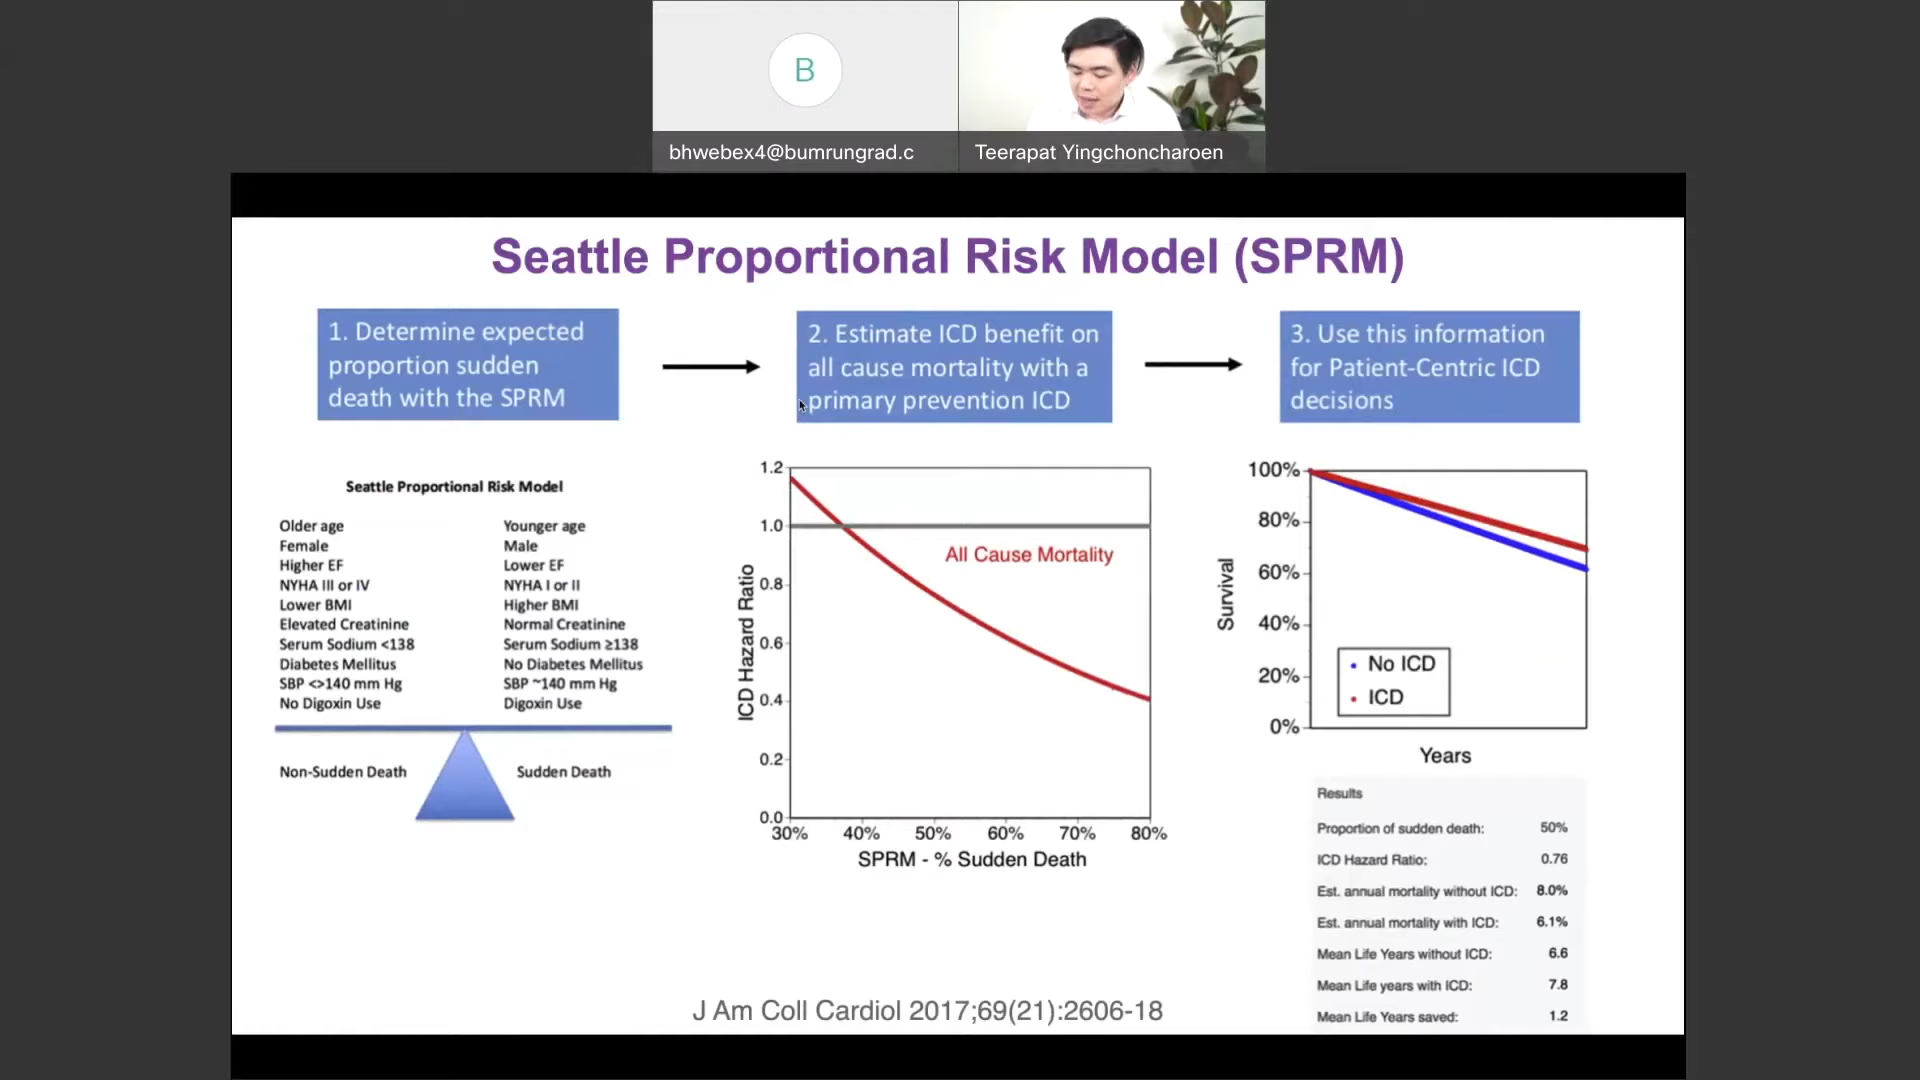 B
bhwebex4@bumrungrad.c
Teerapat Yingchoncharoen
Seattle Proportional Risk Model (SPRM)
1. Determine expected
proportion sudden
death with the SPRM
2. Estimate ICD benefit on
all cause mortality with a
primary prevention ICD
3. Use this information
for Patient-Centric ICD
decisions
Seattle Proportional Risk Model
Older age Younger age
Female Male
Higher EF Lower EF
NYHA III or IV NYHA I or II
Lower BMI Higher BMI
Elevated Creatinine Normal Creatinine
Serum Sodium <138 Serum Sodium ≥138
Diabetes Mellitus No Diabetes Mellitus
SBP <>140 mm Hg SBP ~140 mm Hg
No Digoxin Use Digoxin Use
Non-Sudden Death Sudden Death
ICD Hazard Ratio
1.2
1.0
0.8
0.6
0.4
0.2
0.0
All Cause Mortality
30% 40% 50% 60% 70% 80%
SPRM - % Sudden Death
Survival
100%
80%
60%
40%
20%
0%
No ICD
ICD
Years
Results
Proportion of sudden death: 50%
ICD Hazard Ratio: 0.76
Est. annual mortality without ICD: 8.0%
Est. annual mortality with ICD: 6.1%
Mean Life Years without ICD: 6.6
Mean Life years with ICD: 7.8
Mean Life Years saved: 1.2
J Am Coll Cardiol 2017;69(21):2606-18